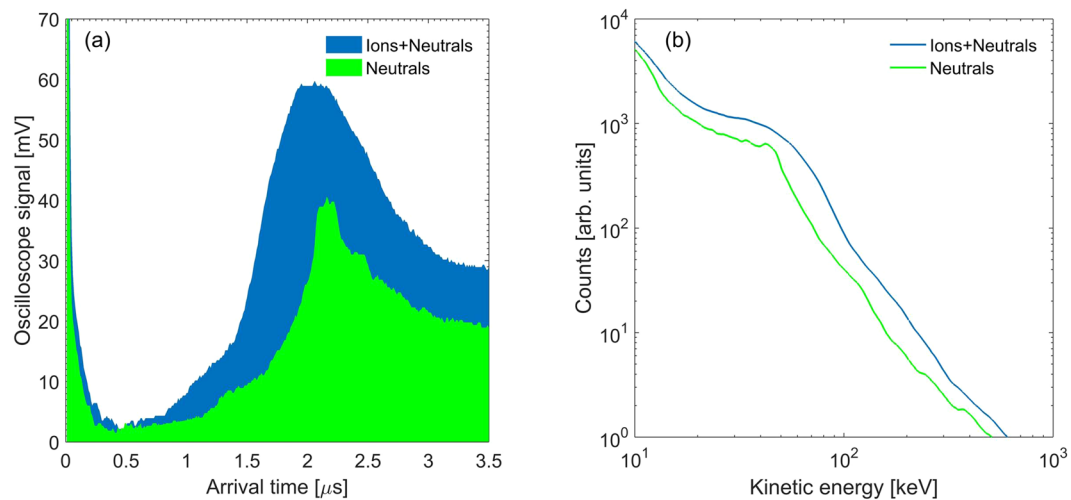 (a)
Ions+Neutrals
Neutrals
70
60
50
40
30
20
10
0
0
0.5
1
1.5
2
2.5
3
3.5
Oscilloscope signal [mV]
Arrival time [μs]
(b)
Ions+Neutrals
Neutrals
10⁴
10³
10²
10¹
10⁰
10¹
10²
10³
Counts [arb. units]
Kinetic energy [keV]